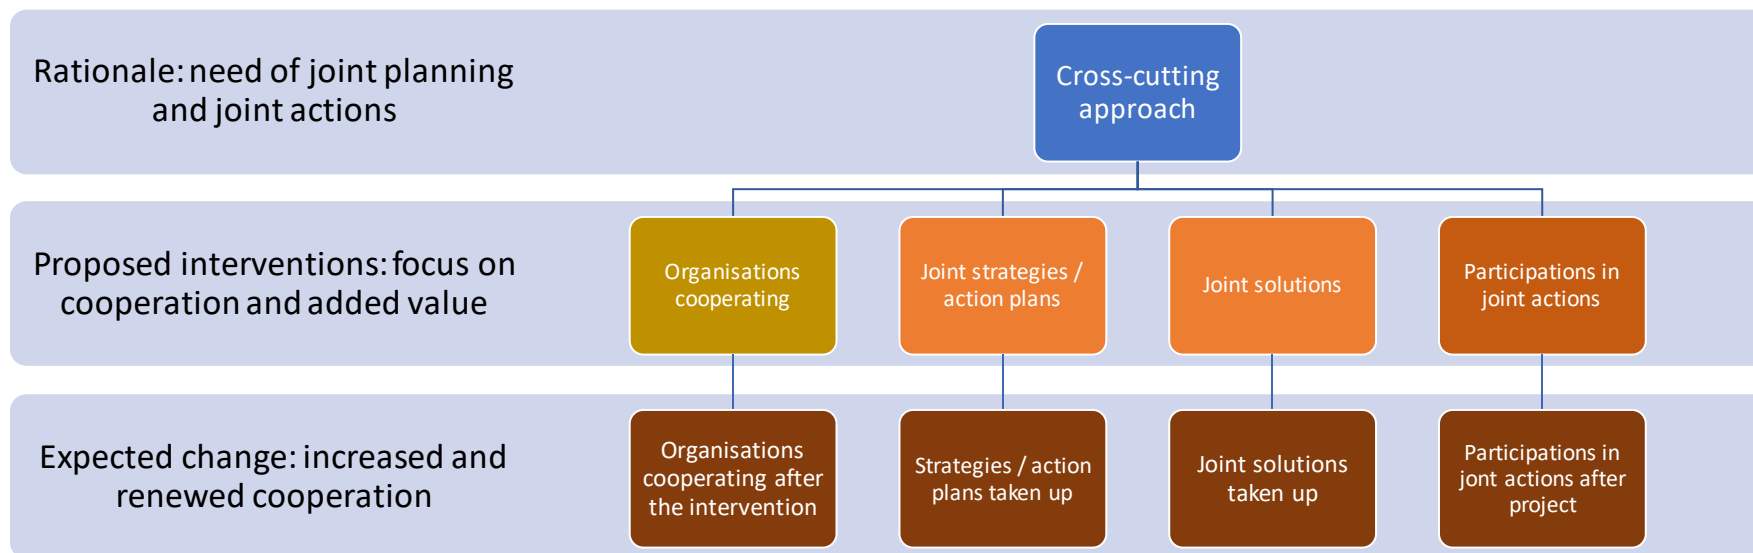 Rationale: need of joint planning
and joint actions
Cross-cutting
approach
Proposed interventions: focus on
cooperation and added value
Organisations
cooperating
Joint strategies /
action plans
Joint solutions
Participations in
joint actions
Expected change: increased and
renewed cooperation
Organisations
cooperating after
the intervention
Strategies / action
plans taken up
Joint solutions
taken up
Participations in
jont actions after
project